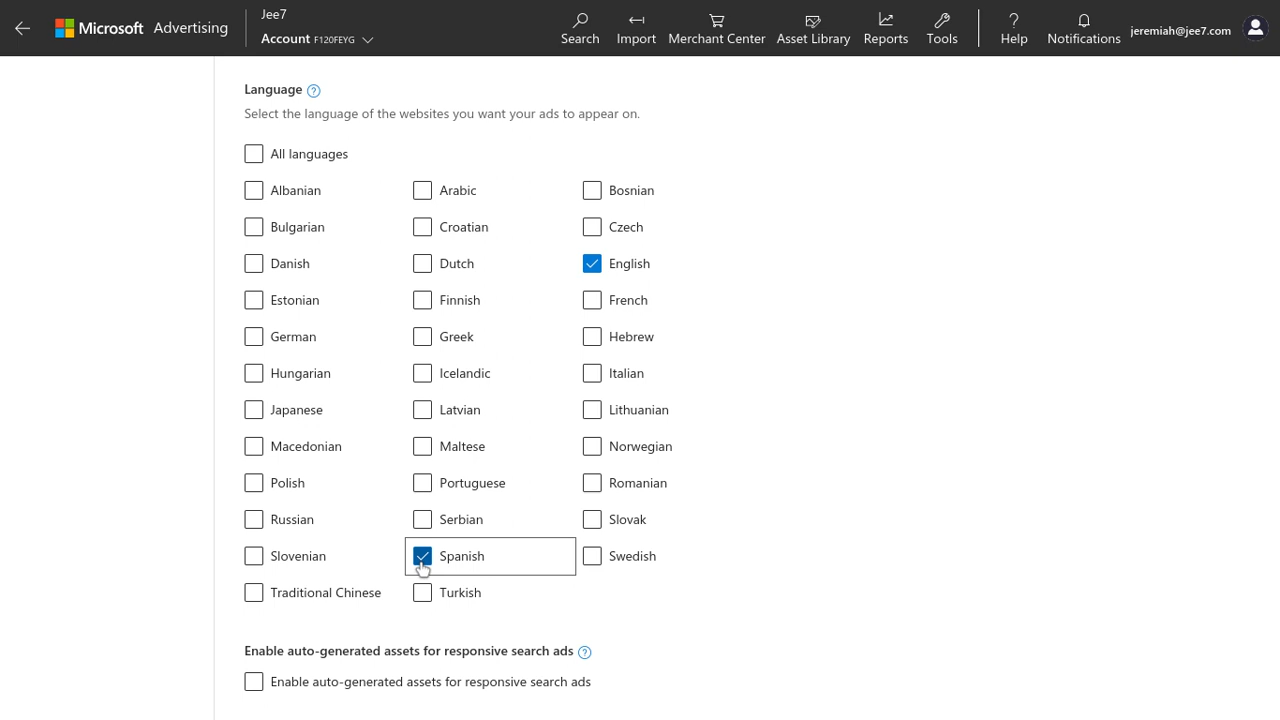 Microsoft Advertising
Jee7
Account F120FEYG
Search
Import
Merchant Center
Asset Library
Reports
Tools
?
Help
Notifications
jeremiah@jee7.com
Language ?
Select the language of the websites you want your ads to appear on.
All languages
Albanian
Arabic
Bosnian
Bulgarian
Croatian
Czech
Danish
Dutch
English
Estonian
Finnish
French
German
Greek
Hebrew
Hungarian
Icelandic
Italian
Japanese
Latvian
Lithuanian
Macedonian
Maltese
Norwegian
Polish
Portuguese
Romanian
Russian
Serbian
Slovak
Slovenian
Spanish
Swedish
Traditional Chinese
Turkish
Enable auto-generated assets for responsive search ads ?
Enable auto-generated assets for responsive search ads